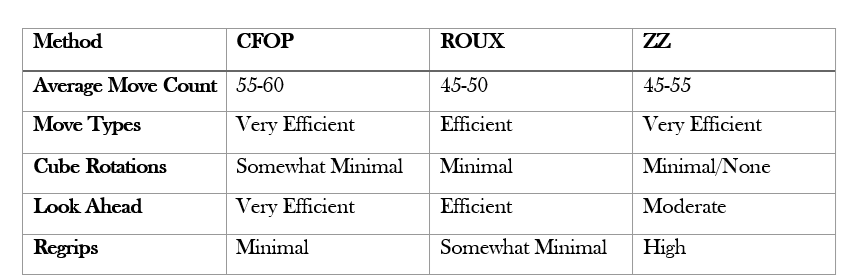 Method CFOP ROUX ZZ
Average Move Count 55-60 45-50 45-55
Move Types Very Efficient Efficient Very Efficient
Cube Rotations Somewhat Minimal Minimal Minimal/None
Look Ahead Very Efficient Efficient Moderate
Regrips Minimal Somewhat Minimal High